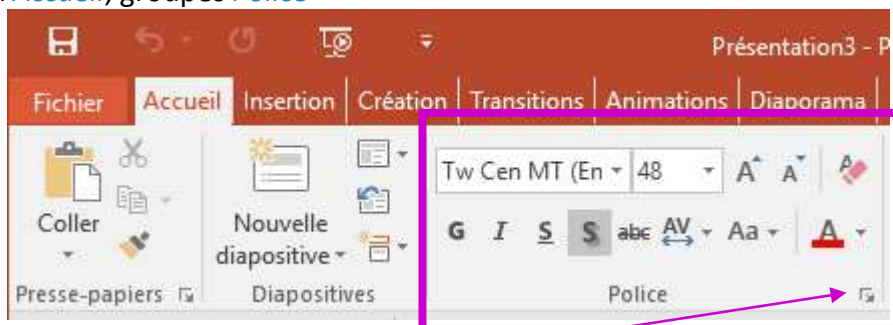 Accueil, groupes Police
Présentation3 - P
Fichier Accueil Insertion Création Transitions Animations Diaporama
Tw Cen MT (En 48 A A A
Coller Nouvelle diapositive
G I S S abc AV Aa A
Presse-papiers Diapositives Police